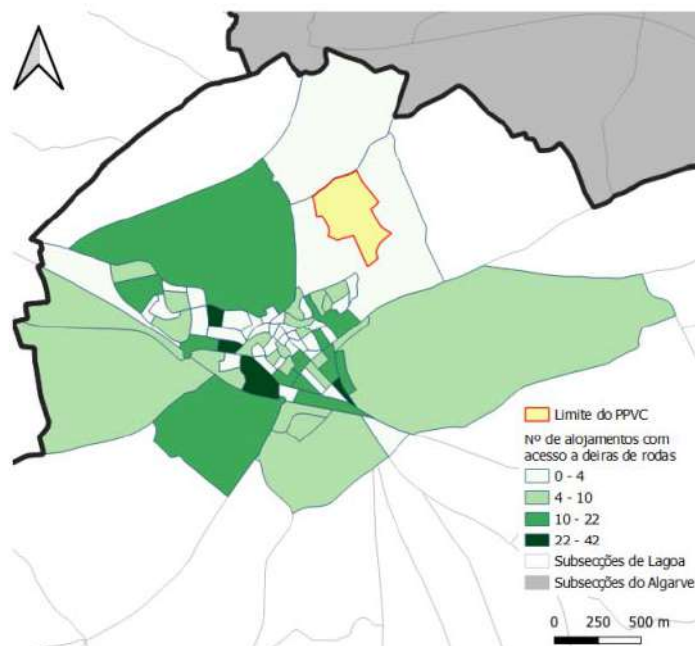 Limite do PPVC
Nº de alojamentos com
acesso a deiras de rodas
0 - 4
4 - 10
10 - 22
22 - 42
Subsecções de Lagoa
Subsecções do Algarve
0 250 500 m